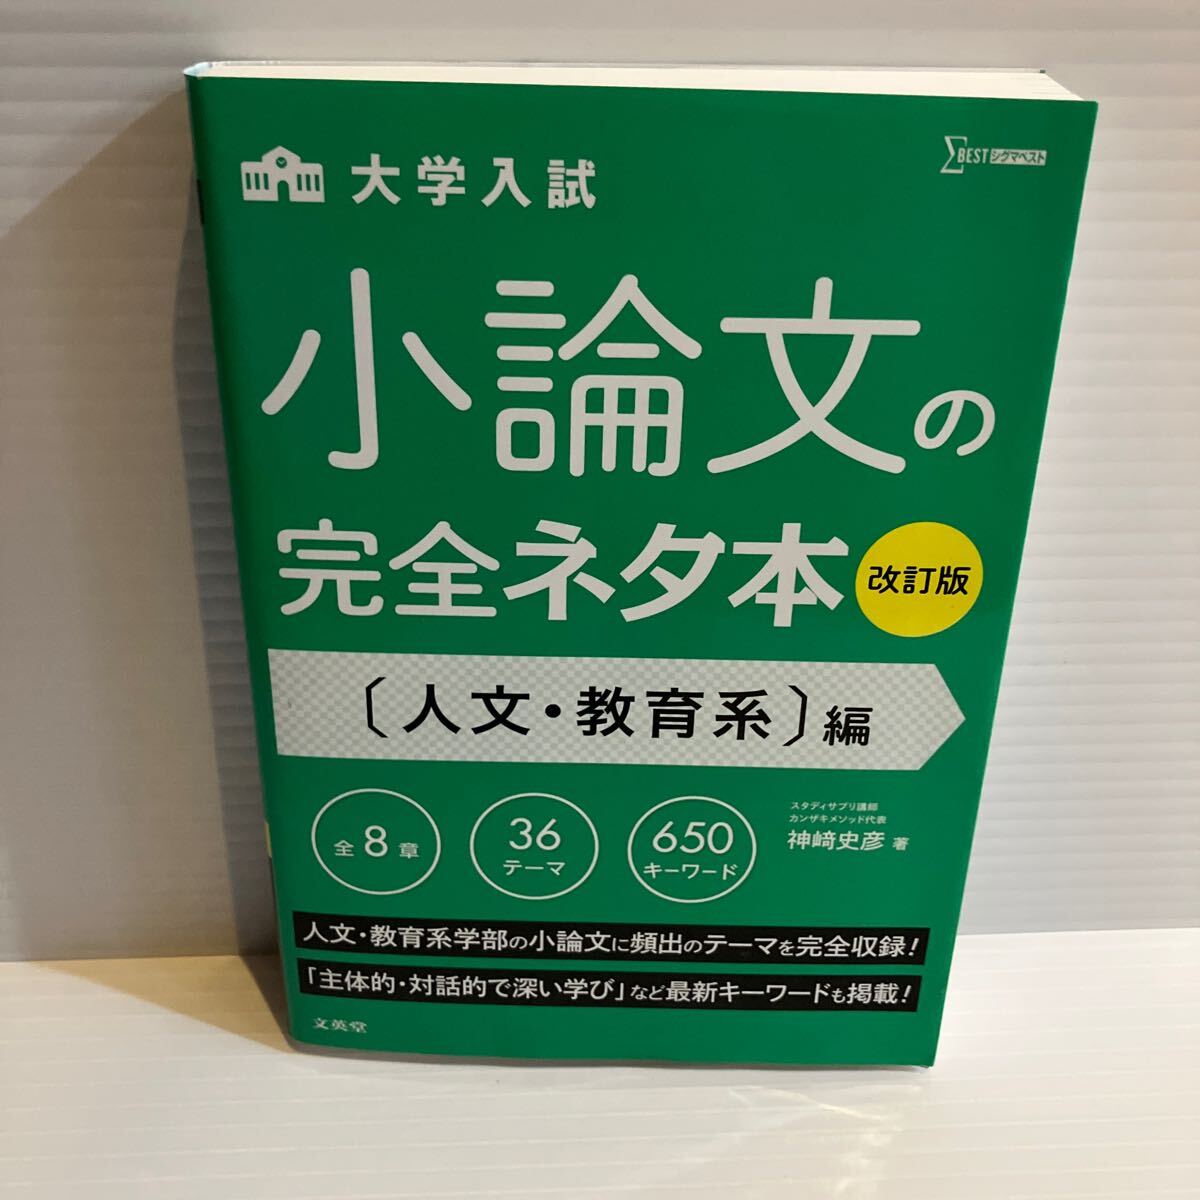 ΣBEST シグマベスト
大学入試
小論文の
完全ネタ本
改訂版
〔人文・教育系〕編
全8章
36
テーマ
650
キーワード
スタディサプリ講師
カンザキメソッド代表
神﨑史彦 著
人文・教育系学部の小論文に頻出のテーマを完全収録!
「主体的・対話的で深い学び」など最新キーワードも掲載!
文英堂